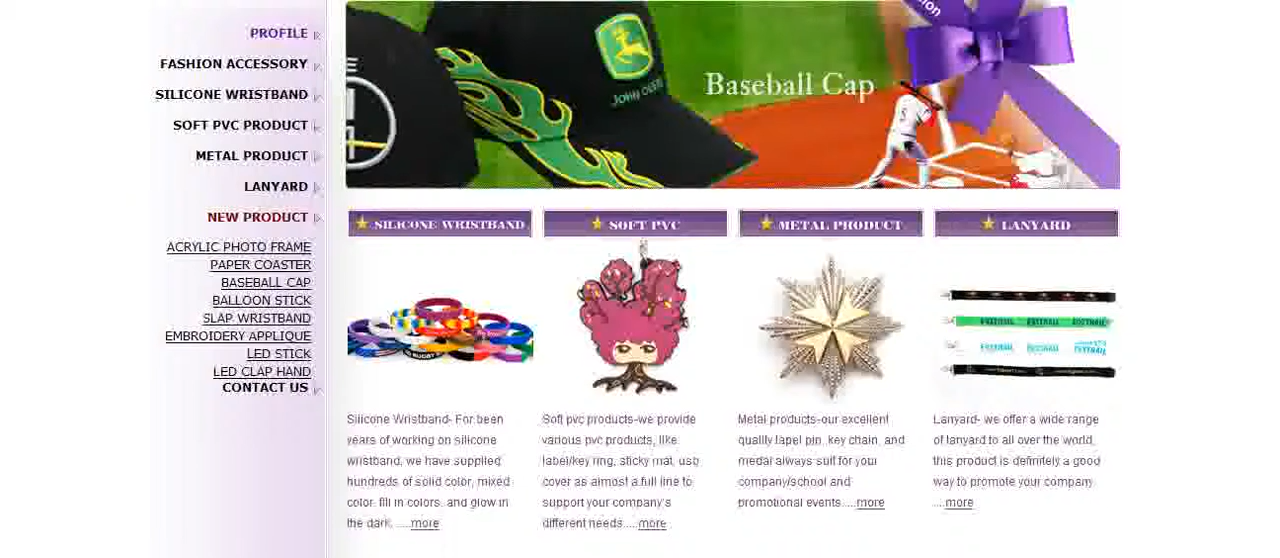 PROFILE
FASHION ACCESSORY
SILICONE WRISTBAND
SOFT PVC PRODUCT
METAL PRODUCT
LANYARD
NEW PRODUCT
ACRYLIC PHOTO FRAME
PAPER COASTER
BASEBALL CAP
BALLOON STICK
SLAP WRISTBAND
EMBROIDERY APPLIQUE
LED STICK
LED CLAP HAND
CONTACT US
JOHN DEERE
Baseball Cap
5
SILICONE WRISTBAND
Silicone Wristband- For been
years of working on silicone
wristband, we have supplied
hundreds of solid color, mixed
color, fill in colors, and glow in
the dark, .....more
SOFT PVC
Soft pvc products-we provide
various pvc products, like
label/key ring, sticky mat, usb
cover as almost a full line to
support your company's
different needs.....more
METAL PRODUCT
Metal products-our excellent
quality lapel pin, key chain, and
medal always suit for your
company/school and
promotional events.....more
LANYARD
Lanyard- we offer a wide range
of lanyard to all over the world,
this product is definitely a good
way to promote your company
....more